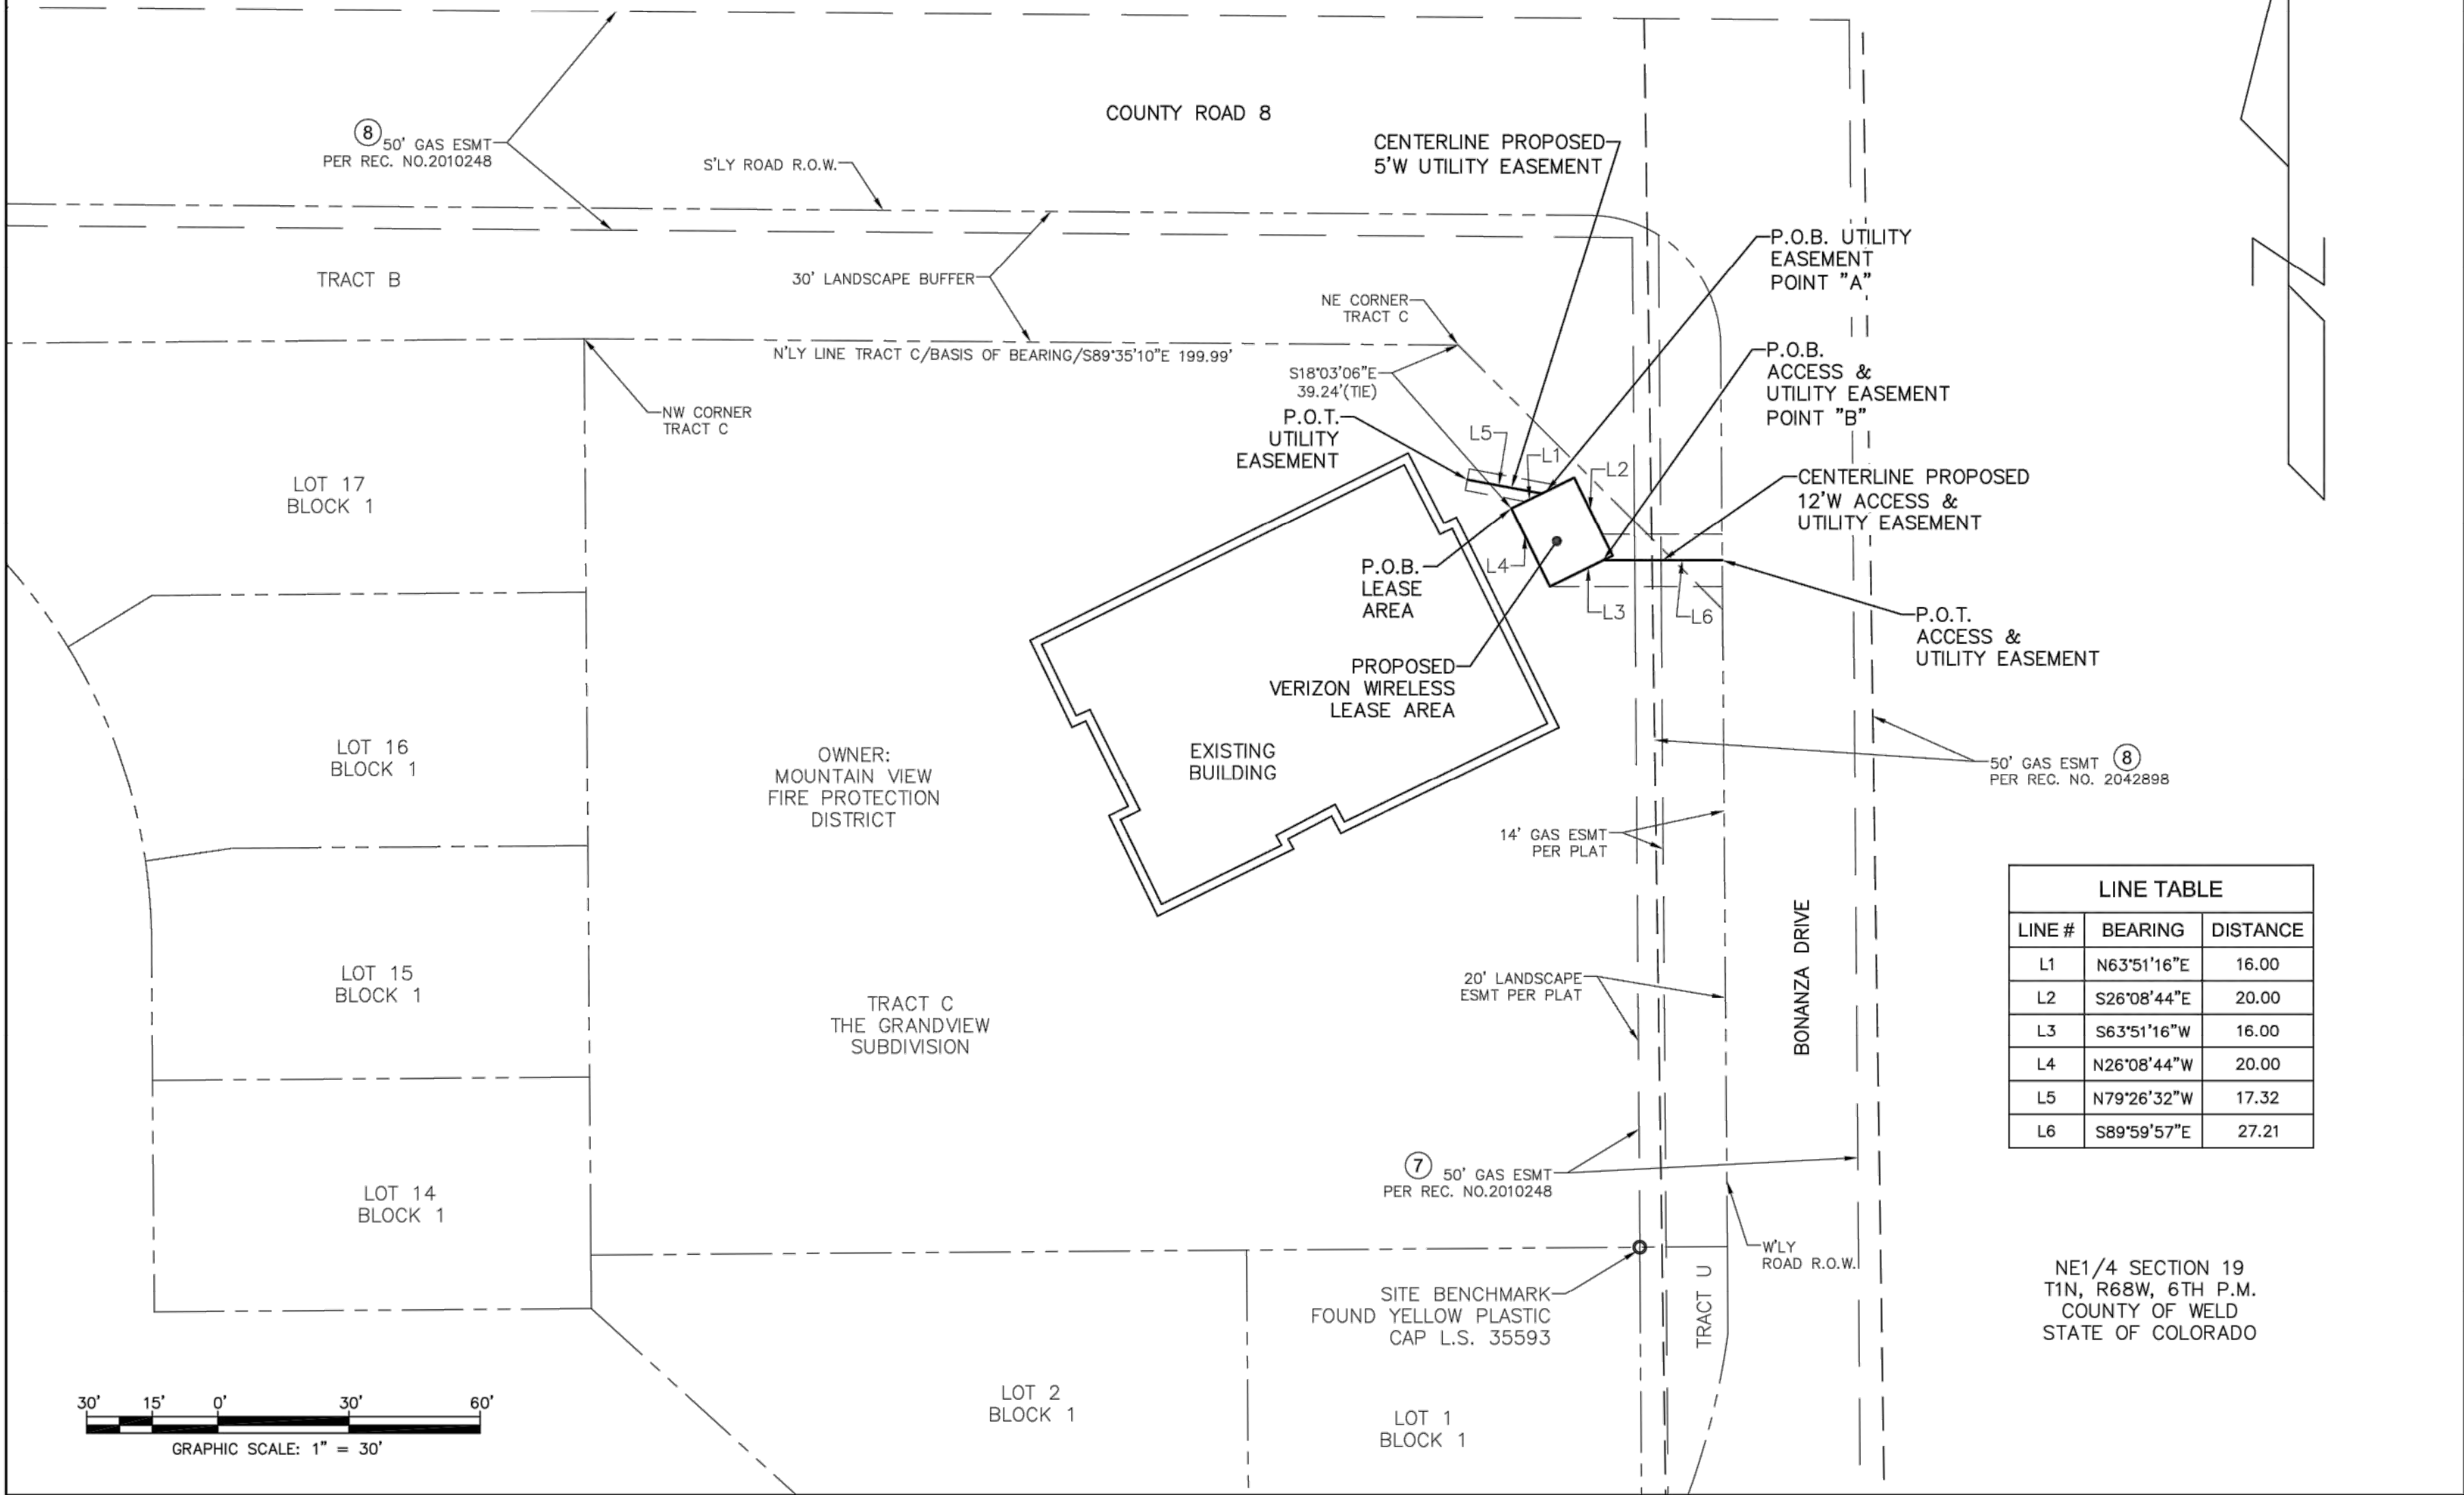 COUNTY ROAD 8
8
50' GAS ESMT
PER REC. NO.2010248
S'LY ROAD R.O.W.
CENTERLINE PROPOSED
5'W UTILITY EASEMENT
P.O.B. UTILITY
EASEMENT
POINT "A"
TRACT B
30' LANDSCAPE BUFFER
NE CORNER
TRACT C
N'LY LINE TRACT C/BASIS OF BEARING/S89°35'10"E 199.99'
S18°03'06"E
39.24'(TIE)
P.O.B.
ACCESS &
UTILITY EASEMENT
POINT "B"
NW CORNER
TRACT C
P.O.T.
UTILITY
EASEMENT
L5
L1
L2
CENTERLINE PROPOSED
12'W ACCESS &
UTILITY EASEMENT
LOT 17
BLOCK 1
P.O.B.
LEASE
AREA
L4
L3
L6
P.O.T.
ACCESS &
UTILITY EASEMENT
PROPOSED
VERIZON WIRELESS
LEASE AREA
LOT 16
BLOCK 1
OWNER:
MOUNTAIN VIEW
FIRE PROTECTION
DISTRICT
EXISTING
BUILDING
50' GAS ESMT 8
PER REC. NO. 2042898
14' GAS ESMT
PER PLAT
LOT 15
BLOCK 1
TRACT C
THE GRANDVIEW
SUBDIVISION
20' LANDSCAPE
ESMT PER PLAT
BONANZA DRIVE
LINE TABLE
LINE # BEARING DISTANCE
L1 N63°51'16"E 16.00
L2 S26°08'44"E 20.00
L3 S63°51'16"W 16.00
L4 N26°08'44"W 20.00
L5 N79°26'32"W 17.32
L6 S89°59'57"E 27.21
LOT 14
BLOCK 1
7
50' GAS ESMT
PER REC. NO.2010248
W'LY
ROAD R.O.W.
SITE BENCHMARK
FOUND YELLOW PLASTIC
CAP L.S. 35593
TRACT U
NE1/4 SECTION 19
T1N, R68W, 6TH P.M.
COUNTY OF WELD
STATE OF COLORADO
LOT 2
BLOCK 1
LOT 1
BLOCK 1
30' 15' 0' 30' 60'
GRAPHIC SCALE: 1" = 30'
N